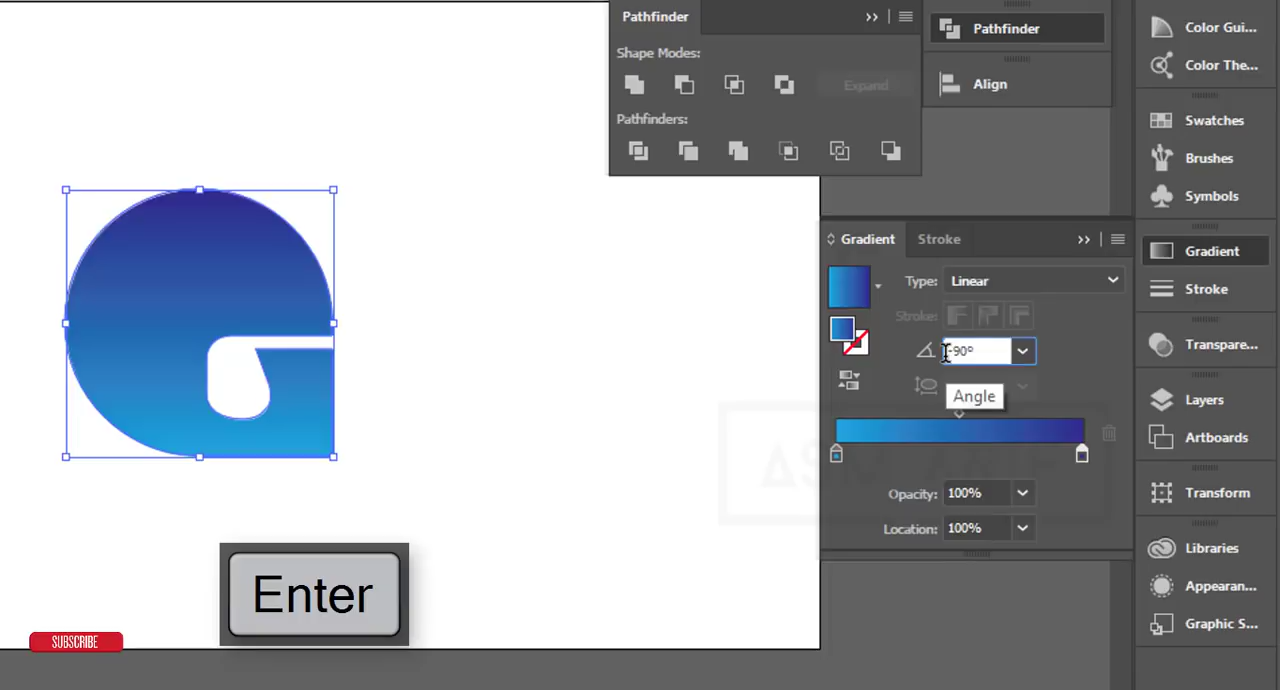 Pathfinder
Shape Modes:
Expand
Pathfinders:
Pathfinder
Align
Color Gui...
Color The...
Swatches
Brushes
Symbols
Gradient
Stroke
Transpare...
Layers
Artboards
Transform
Libraries
Appearan...
Graphic S...
Gradient
Stroke
Type: Linear
Stroke:
-90°
Angle
Opacity: 100%
Location: 100%
Enter
SUBSCRIBE